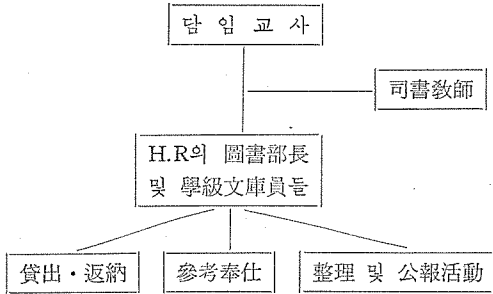 담 임 교 사
司書敎師
H.R의 圖書部長
및 學級文庫員들
貸出・返納
參考奉仕
整理 및 公報活動